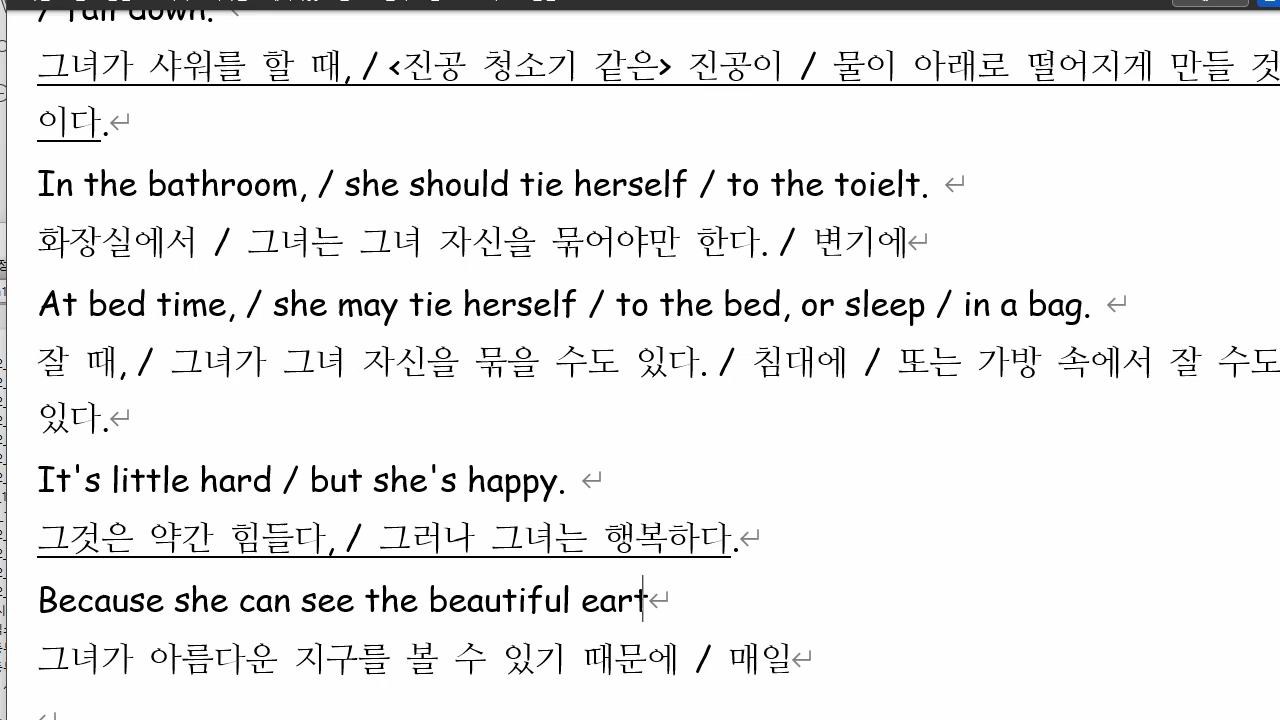 / fall down.
그녀가 샤워를 할 때, / <진공 청소기 같은> 진공이 / 물이 아래로 떨어지게 만들 것
이다.
In the bathroom, / she should tie herself / to the toielt.
화장실에서 / 그녀는 그녀 자신을 묶어야만 한다. / 변기에
At bed time, / she may tie herself / to the bed, or sleep / in a bag.
잘 때, / 그녀가 그녀 자신을 묶을 수도 있다. / 침대에 / 또는 가방 속에서 잘 수도
있다.
It's little hard / but she's happy.
그것은 약간 힘들다, / 그러나 그녀는 행복하다.
Because she can see the beautiful eart
그녀가 아름다운 지구를 볼 수 있기 때문에 / 매일